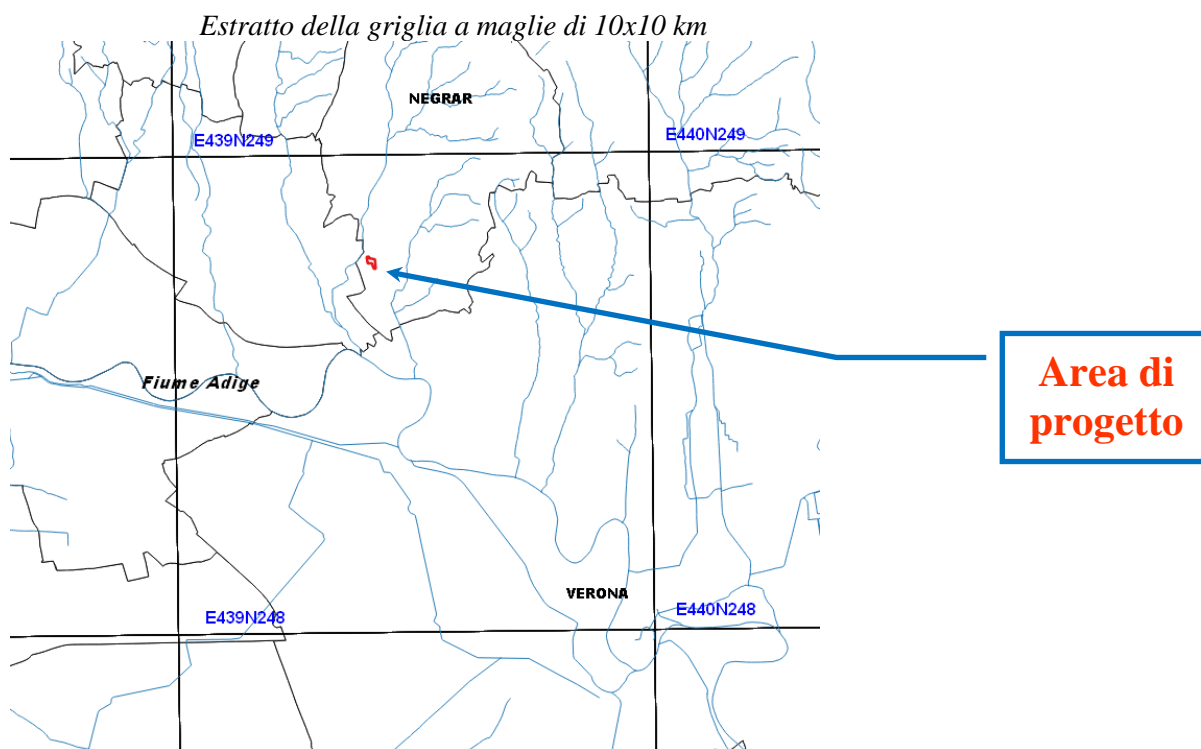 Estratto della griglia a maglie di 10x10 km
NEGRAR
E439N249
E440N249
Fiume Adige
Area di
progetto
VERONA
E439N248
E440N248